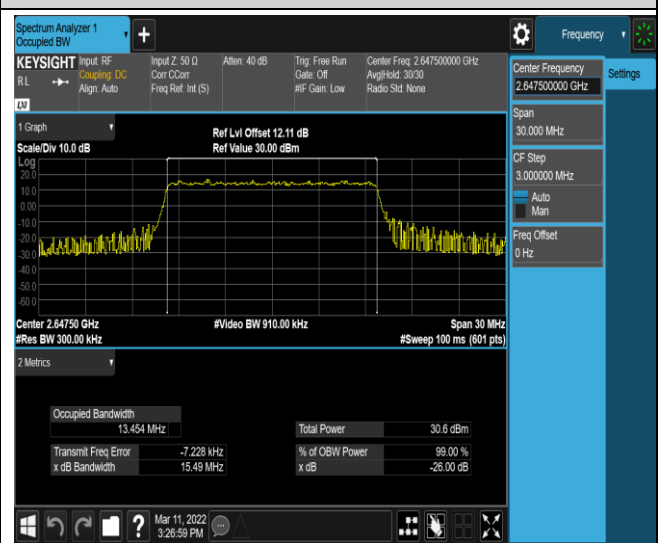 Spectrum Analyzer 1
Occupied BW
Frequency
KEYSIGHT Input: RF Input Z: 50 Ω Atten: 40 dB Trig: Free Run Center Freq: 2.647500000 GHz
RL Coupling: DC Corr CCorr Gate: Off Avg|Hold: 30/30
Align: Auto Freq Ref: Int (S) #IF Gain: Low Radio Std: None
LXI
Center Frequency
2.647500000 GHz
Settings
Span
30.000 MHz
CF Step
3.000000 MHz
Auto
Man
Freq Offset
0 Hz
1 Graph
Ref Lvl Offset 12.11 dB
Scale/Div 10.0 dB Ref Value 30.00 dBm
Log
20.0
10.0
0.00
-10.0
-20.0
-30.0
-40.0
-50.0
-60.0
Center 2.64750 GHz #Video BW 910.00 kHz Span 30 MHz
#Res BW 300.00 kHz #Sweep 100 ms (601 pts)
2 Metrics
Occupied Bandwidth
13.454 MHz Total Power 30.6 dBm
Transmit Freq Error -7.228 kHz % of OBW Power 99.00 %
x dB Bandwidth 15.49 MHz x dB -26.00 dB
Mar 11, 2022
3:26:59 PM